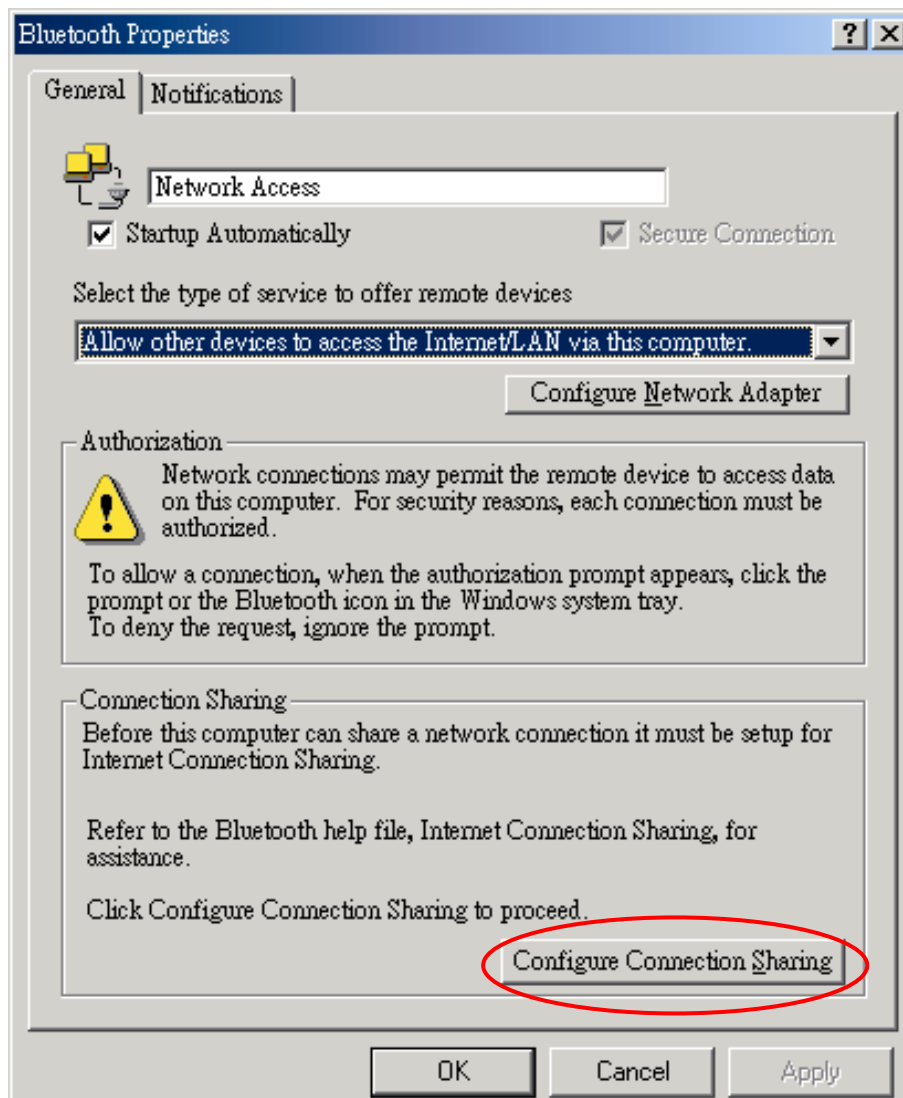 Bluetooth Properties
General
Notifications
Network Access
Startup Automatically
Secure Connection
Select the type of service to offer remote devices
Allow other devices to access the Internet/LAN via this computer.
Configure Network Adapter
Authorization
Network connections may permit the remote device to access data
on this computer. For security reasons, each connection must be
authorized.
To allow a connection, when the authorization prompt appears, click the
prompt or the Bluetooth icon in the Windows system tray.
To deny the request, ignore the prompt.
Connection Sharing
Before this computer can share a network connection it must be setup for
Internet Connection Sharing.
Refer to the Bluetooth help file, Internet Connection Sharing, for
assistance.
Click Configure Connection Sharing to proceed.
Configure Connection Sharing
OK
Cancel
Apply